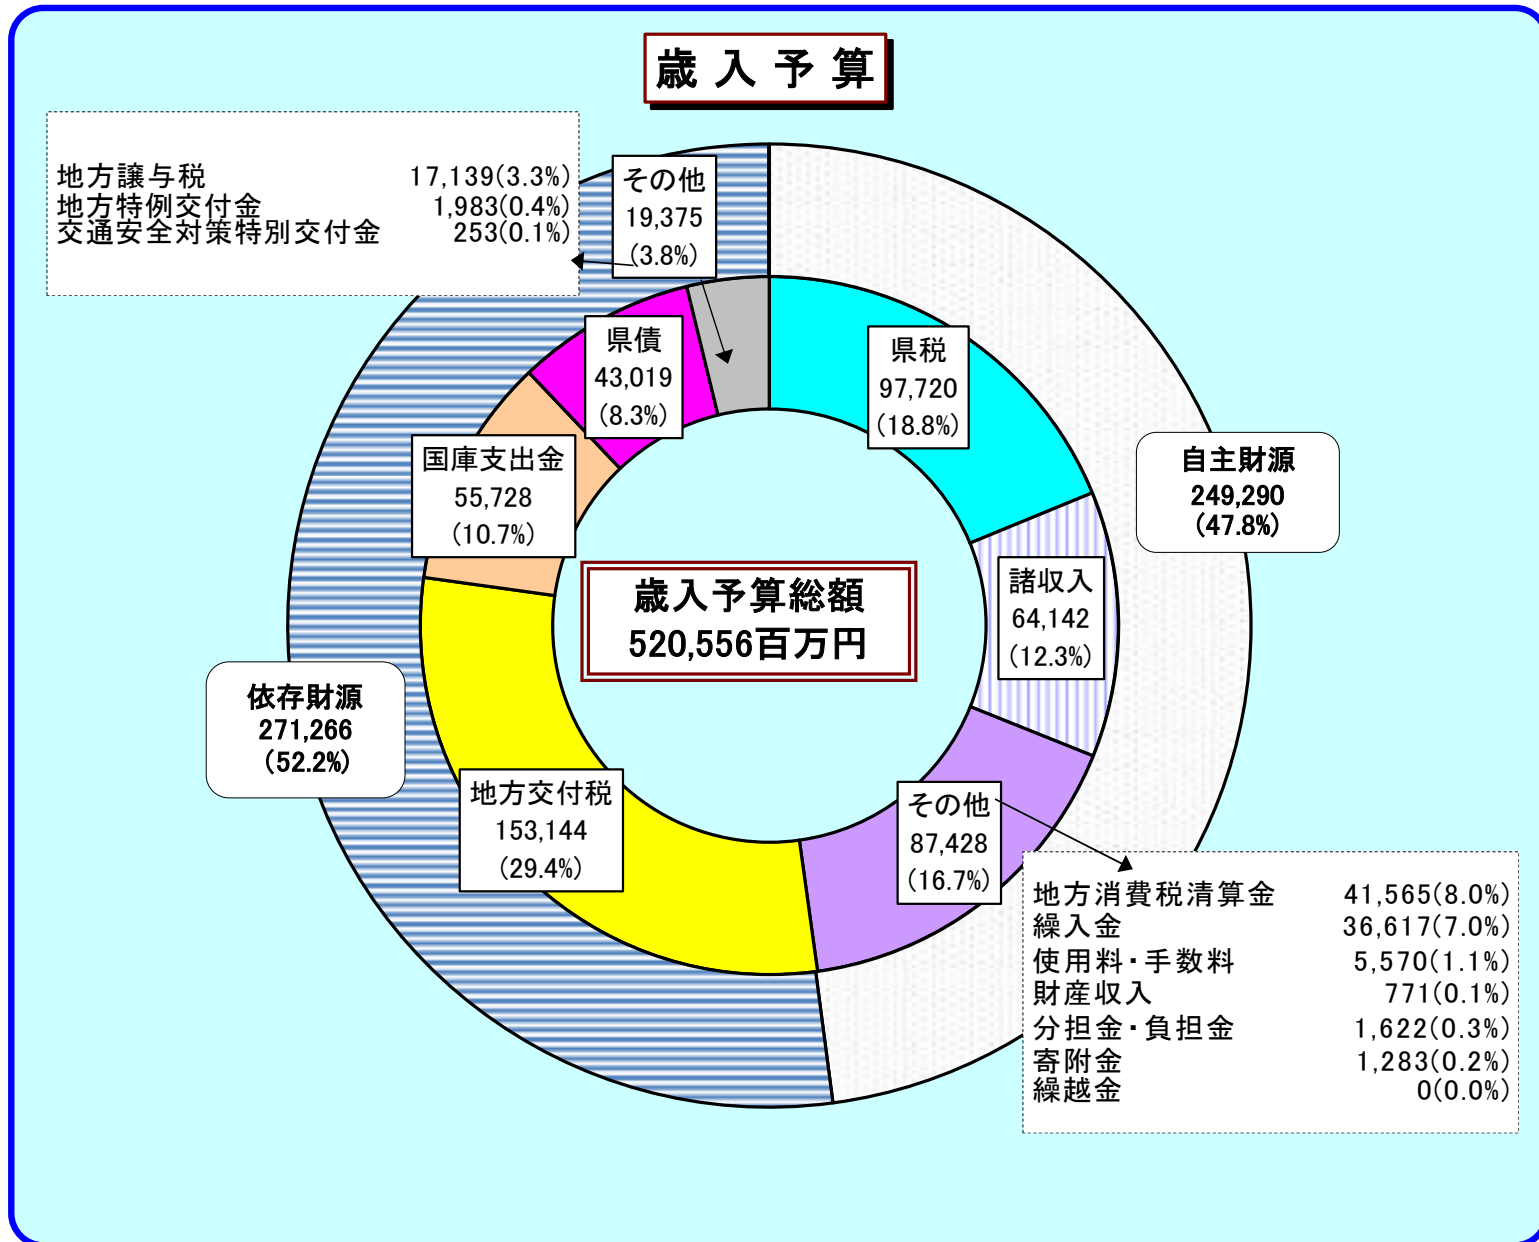 歳入予算
地方譲与税 17,139(3.3%)
地方特例交付金 1,983(0.4%)
交通安全対策特別交付金 253(0.1%)
その他
19,375
(3.8%)
県債
43,019
(8.3%)
県税
97,720
(18.8%)
国庫支出金
55,728
(10.7%)
自主財源
249,290
(47.8%)
諸収入
64,142
(12.3%)
歳入予算総額
520,556百万円
依存財源
271,266
(52.2%)
地方交付税
153,144
(29.4%)
その他
87,428
(16.7%)
地方消費税清算金 41,565(8.0%)
繰入金 36,617(7.0%)
使用料・手数料 5,570(1.1%)
財産収入 771(0.1%)
分担金・負担金 1,622(0.3%)
寄附金 1,283(0.2%)
繰越金 0(0.0%)